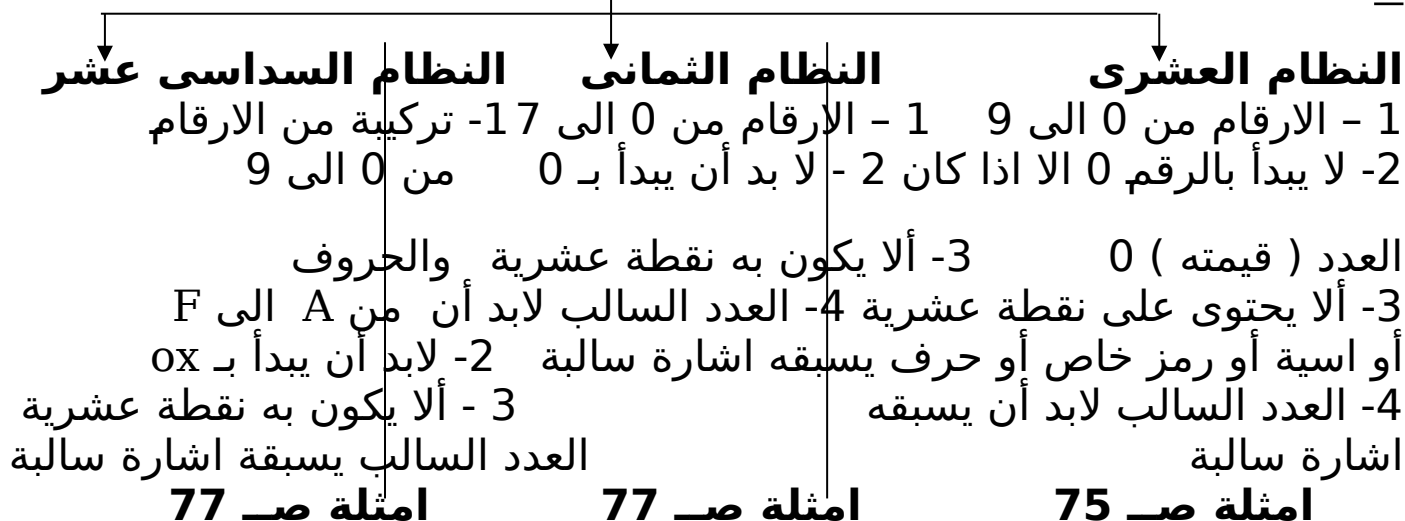 النظام العشرى النظام الثمانى النظام السداسى عشر
1 – الارقام من 0 الى 9 1 – الارقام من 0 الى 7 1- تركيبة من الارقام
2- لا يبدأ بالرقم 0 الا اذا كان 2 - لا بد أن يبدأ بـ 0 من 0 الى 9
العدد ( قيمته ) 0 3- ألا يكون به نقطة عشرية والحروف
3- ألا يحتوى على نقطة عشرية 4- العدد السالب لابد أن من A الى F
أو اسية أو رمز خاص أو حرف يسبقه اشارة سالبة 2- لابد أن يبدأ بـ ox
4- العدد السالب لابد أن يسبقه 3 - ألا يكون به نقطة عشرية
اشارة سالبة العدد السالب يسبقة اشارة سالبة
امثلة صــ 75 امثلة صــ 77 امثلة صــ 77